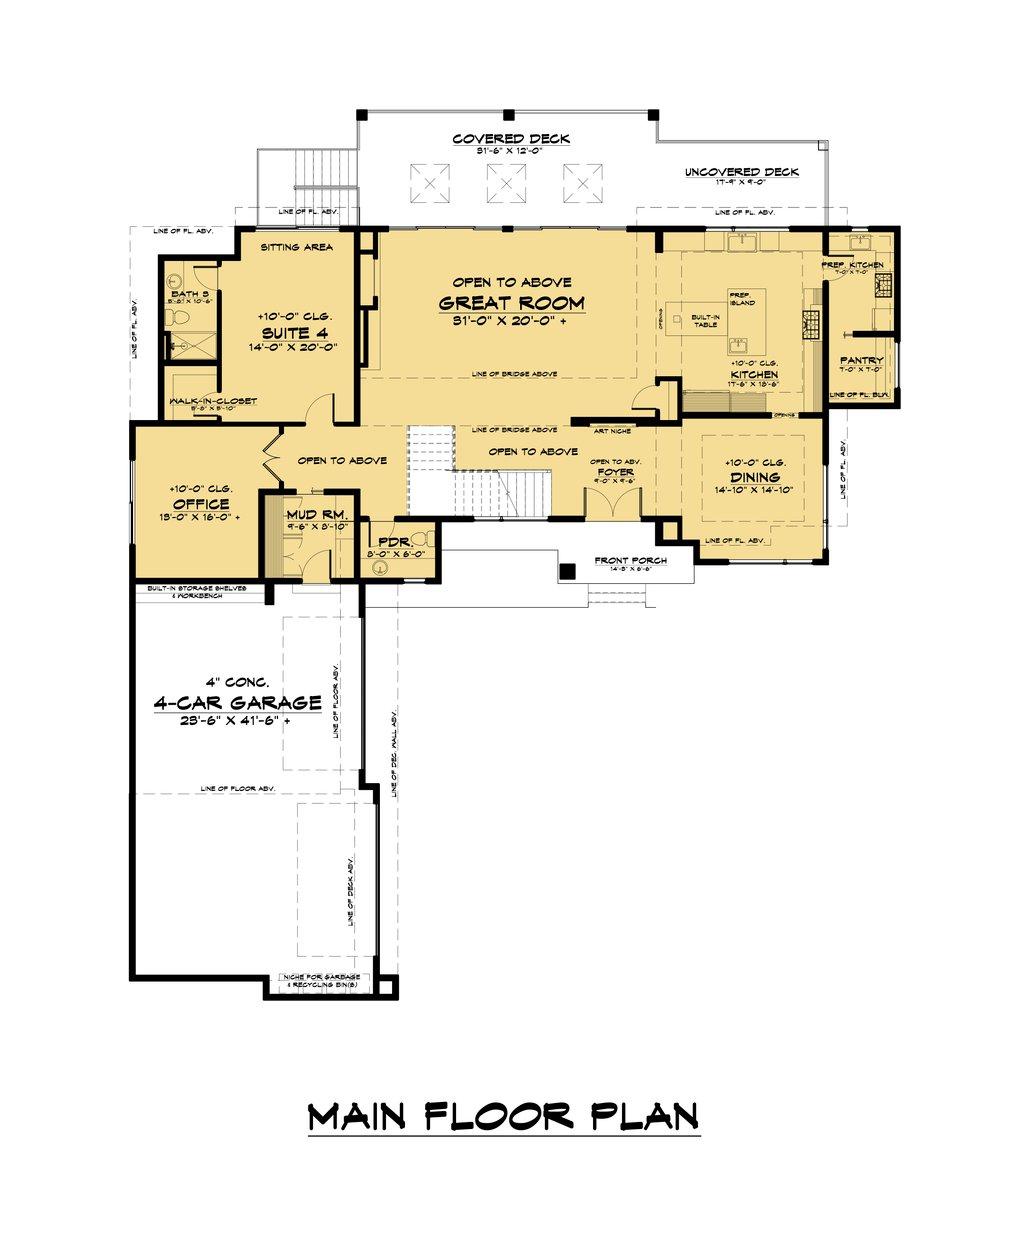 COVERED DECK
31'-6" X 12'-0"
UNCOVERED DECK
17'-9" X 9'-0"
LINE OF FL. ABV.
LINE OF FL. ABV.
LINE OF FL. ABV.
SITTING AREA
LINE OF FL. ABV.
BATH 3
5'-8" X 10'-6"
+10'-0" CLG.
SUITE 4
14'-0" X 20'-0"
OPEN TO ABOVE
GREAT ROOM
31'-0" X 20'-0" +
OPENING
PREP.
ISLAND
BUILT-IN
TABLE
PREP. KITCHEN
7'-0" X 7'-0"
+10'-0" CLG.
KITCHEN
17'-6" X 18'-6"
PANTRY
7'-0" X 7'-0"
LINE OF FL. BLW.
LINE OF BRIDGE ABOVE
WALK-IN-CLOSET
5'-8" X 5'-10"
OPENING
LINE OF BRIDGE ABOVE
ART NICHE
OPEN TO ABOVE
OPEN TO ABOVE
OPEN TO ABV.
FOYER
9'-0" X 9'-6"
+10'-0" CLG.
DINING
14'-10" X 14'-10"
LINE OF FL. ABV.
LINE OF FL. ABV.
+10'-0" CLG.
OFFICE
13'-0" X 16'-0" +
MUD RM.
9'-6" X 8'-10"
PDR.
8'-0" X 6'-0"
FRONT PORCH
14'-8" X 6'-6"
BUILT-IN STORAGE SHELVES
& WORKBENCH
4" CONC.
4-CAR GARAGE
23'-6" X 41'-6" +
LINE OF FLOOR ABV.
LINE OF DEC. WALL ABV.
LINE OF FLOOR ABV.
LINE OF DECK ABV.
NICHE FOR GARBAGE
& RECYCLING BIN(S)
MAIN FLOOR PLAN